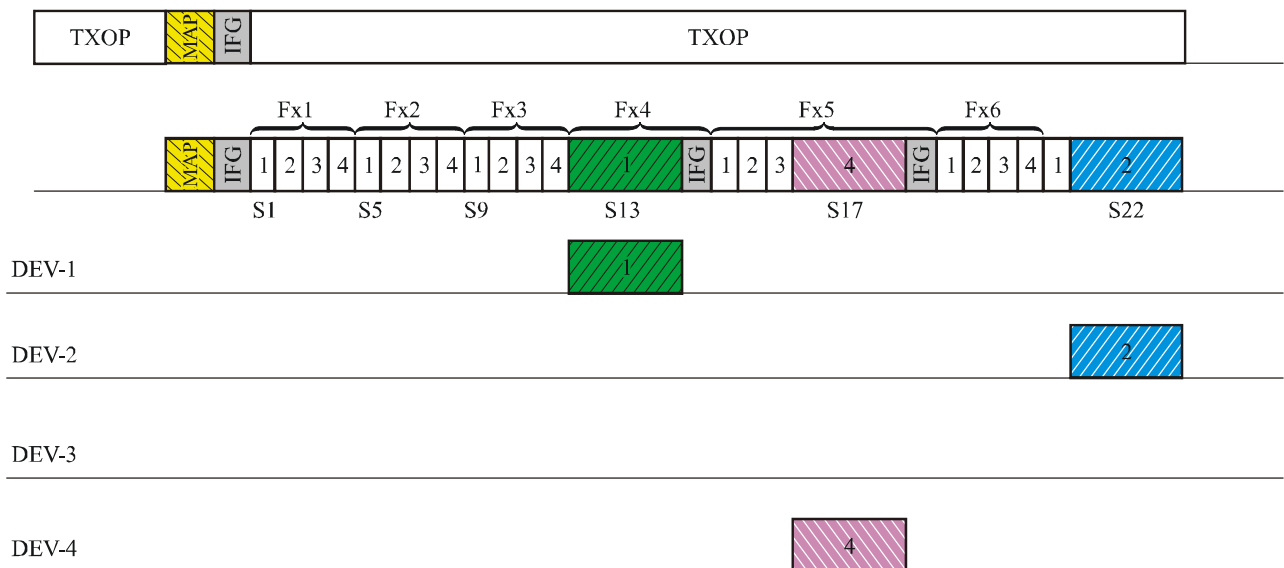 TXOP MAP IFG TXOP
Fx1 Fx2 Fx3 Fx4 Fx5 Fx6
MAP IFG 1 2 3 4 1 2 3 4 1 2 3 4 1 IFG 1 2 3 4 IFG 1 2 3 4 1 2
S1 S5 S9 S13 S17 S22
DEV-1 1
DEV-2 2
DEV-3
DEV-4 4